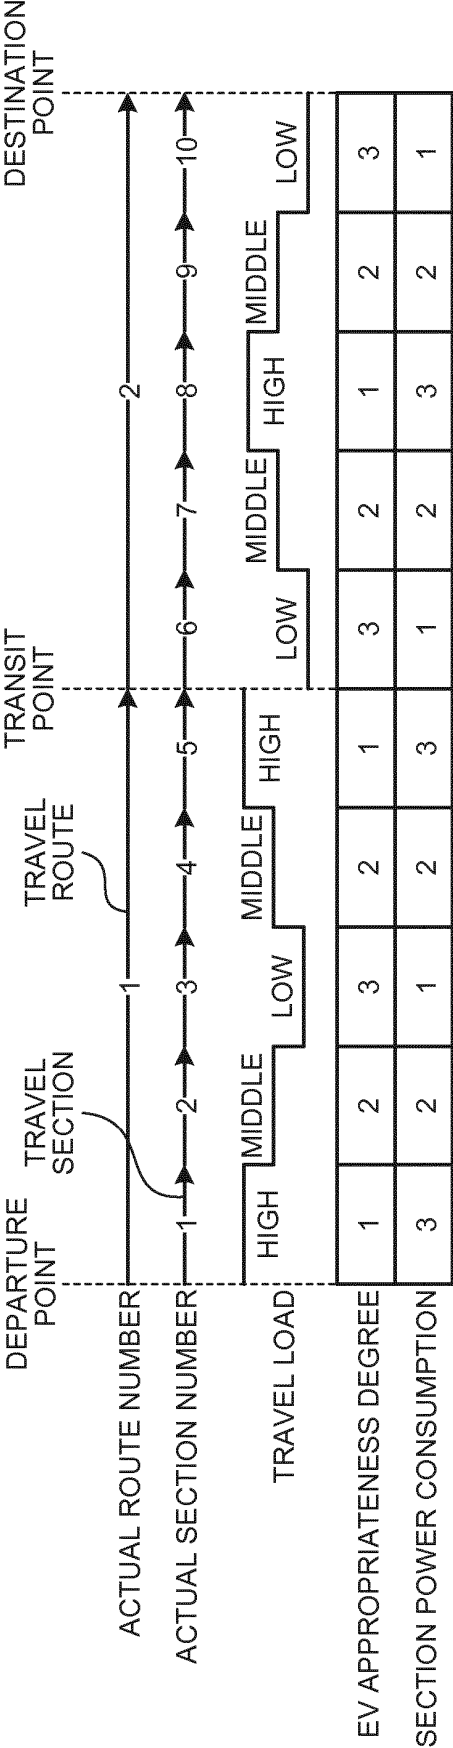 DEPARTURE
POINT
TRANSIT
POINT
DESTINATION
POINT
TRAVEL
SECTION
TRAVEL
ROUTE
ACTUAL ROUTE NUMBER 1 2
ACTUAL SECTION NUMBER 1 2 3 4 5 6 7 8 9 10
TRAVEL LOAD HIGH MIDDLE LOW MIDDLE HIGH LOW MIDDLE HIGH MIDDLE LOW
EV APPROPRIATENESS DEGREE 1 2 3 2 1 3 2 1 2 3
SECTION POWER CONSUMPTION 3 2 1 2 3 1 2 3 2 1